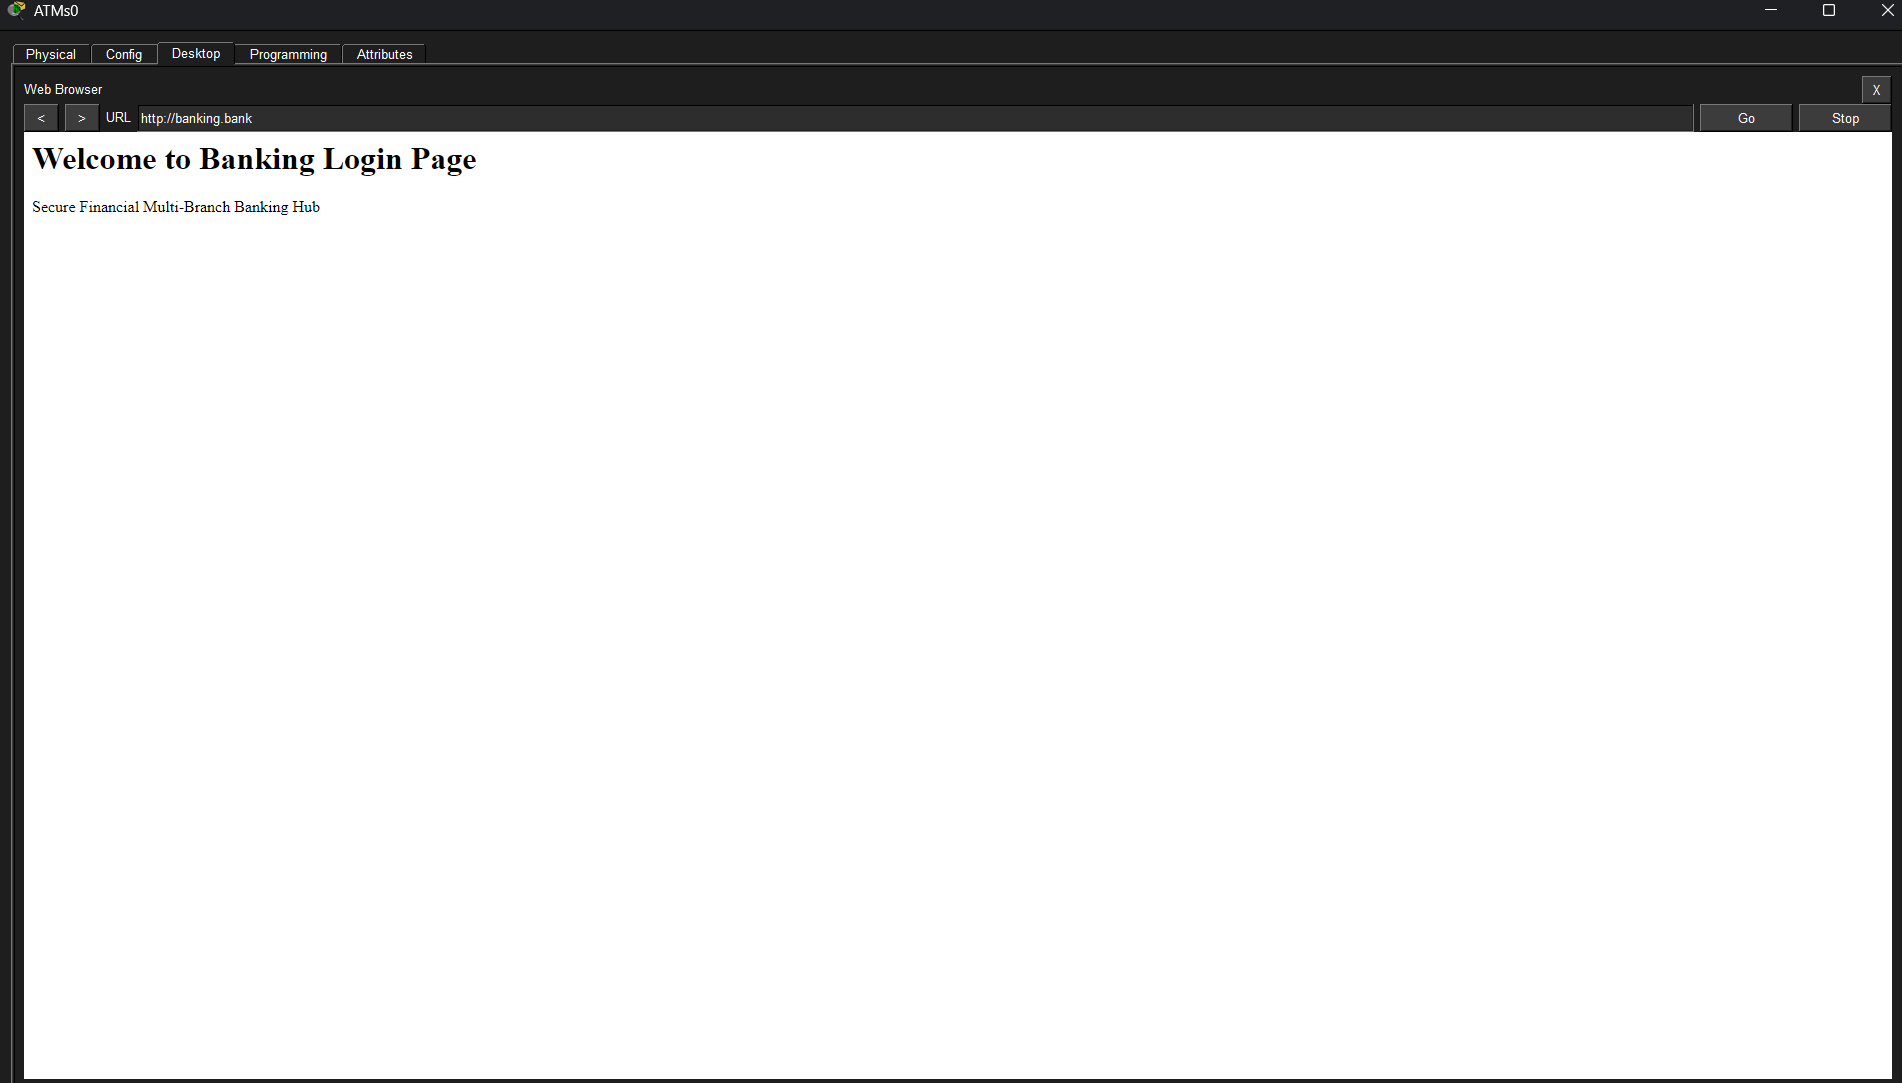 ATMs0
Physical Config Desktop Programming Attributes
Web Browser
X
< > URL http://banking.bank Go Stop
Welcome to Banking Login Page
Secure Financial Multi-Branch Banking Hub